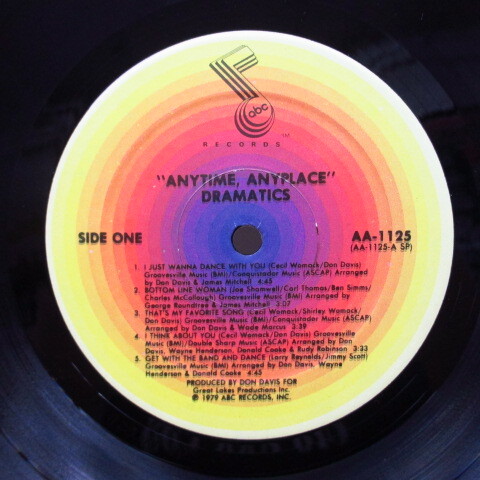 abc
TM
RECORDS
"ANYTIME, ANYPLACE"
DRAMATICS
SIDE ONE
AA-1125
(AA-1125-A SP)
1. I JUST WANNA DANCE WITH YOU (Cecil Womack/Don Davis)
Groovesville Music (BMI)/Conquistador Music (ASCAP) Arranged
by Don Davis & James Mitchell 4:43
2. BOTTOM LINE WOMAN (Joe Shamwell/Carl Thomas/Ben Simms/
Charles McCollough) Groovesville Music (BMI) Arranged by
George Roundtree & James Mitchell 3:07
3. THAT'S MY FAVORITE SONG (Cecil Womack/Shirley Womack/
Don Davis) Groovesville Music (BMI)/Conquistador Music (ASCAP)
Arranged by Don Davis & Wade Marcus 3:39
4. I THINK ABOUT YOU (Cecil Womack/Don Davis) Groovesville
Music (BMI)/Double Sharp Music (ASCAP) Arranged by Don
Davis, Wayne Henderson, Donald Cooke & Rudy Robinson 3:33
5. GET WITH THE BAND AND DANCE (Larry Reynolds/Jimmy Scott)
Groovesville Music (BMI) Arranged by Don Davis, Wayne
Henderson & Donald Cooke 4:45
PRODUCED BY DON DAVIS FOR
Great Lakes Productions Inc.
© 1979 ABC RECORDS, INC.